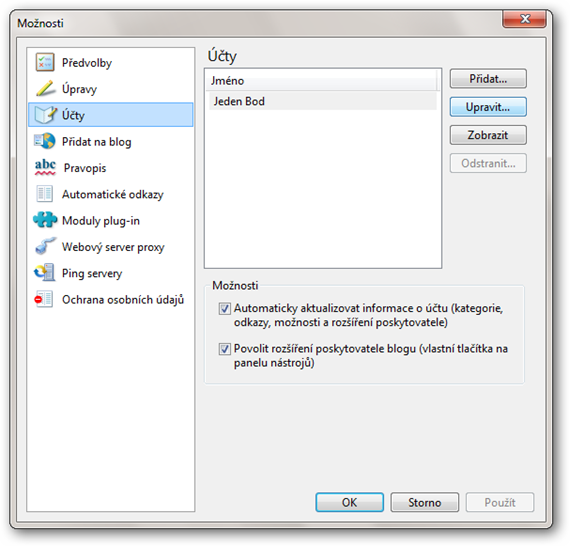 Možnosti
Předvolby
Úpravy
Účty
Přidat na blog
abc
Pravopis
Automatické odkazy
Moduly plug-in
Webový server proxy
Ping servery
Ochrana osobních údajů
Účty
Jméno
Jeden Bod
Přidat...
Upravit...
Zobrazit
Odstranit...
Možnosti
Automaticky aktualizovat informace o účtu (kategorie,
odkazy, možnosti a rozšíření poskytovatele)
Povolit rozšíření poskytovatele blogu (vlastní tlačítka na
panelu nástrojů)
OK
Storno
Použít